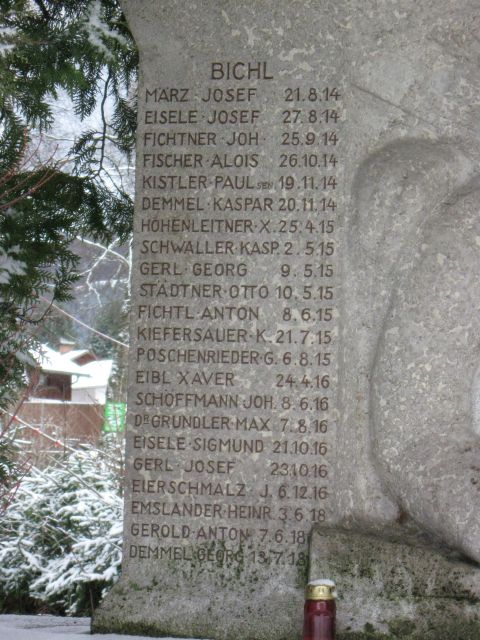 BICHL
MÄRZ · JOSEF 21.8.14
EISELE · JOSEF 27.8.14
FICHTNER · JOH. 25.9.14
FISCHER · ALOIS 26.10.14
KISTLER · PAUL SEN. 19.11.14
DEMMEL · KASPAR 20.11.14
HOHENLEITNER · X. 25.4.15
SCHWALLER · KASP. 2.5.15
GERL · GEORG 9.5.15
STÄDTNER · OTTO 10.5.15
FICHTL · ANTON 8.6.15
KIEFERSAUER · K. 21.7.15
POSCHENRIEDER · G. 6.8.15
EIBL XAVER 24.4.16
SCHÖFFMANN · JOH. 8.6.16
DR GRUNDLER · MAX 7.8.16
EISELE · SIGMUND 21.10.16
GERL · JOSEF 23.10.16
EIERSCHMALZ · J. 6.12.16
EMSLANDER · HEINR. 3.6.18
GEROLD · ANTON 7.6.18
DEMMEL · GEORG 13.7.18